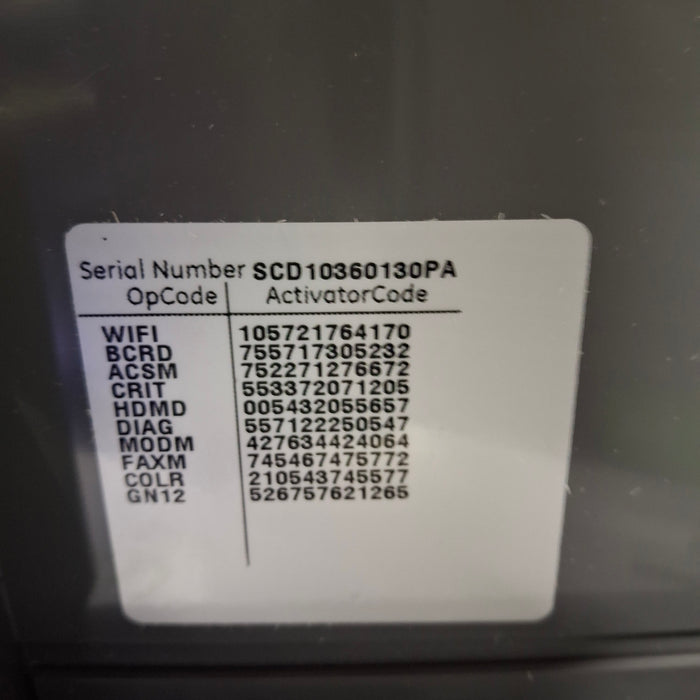 Serial Number SCD10360130PA
OpCode ActivatorCode
WIFI 105721764170
BCRD 755717305232
ACSM 752271276672
CRIT 553372071205
HDMD 005432055657
DIAG 557122250547
MODM 427634424064
FAXM 745467475772
COLR 210543745577
GN12 526757621265